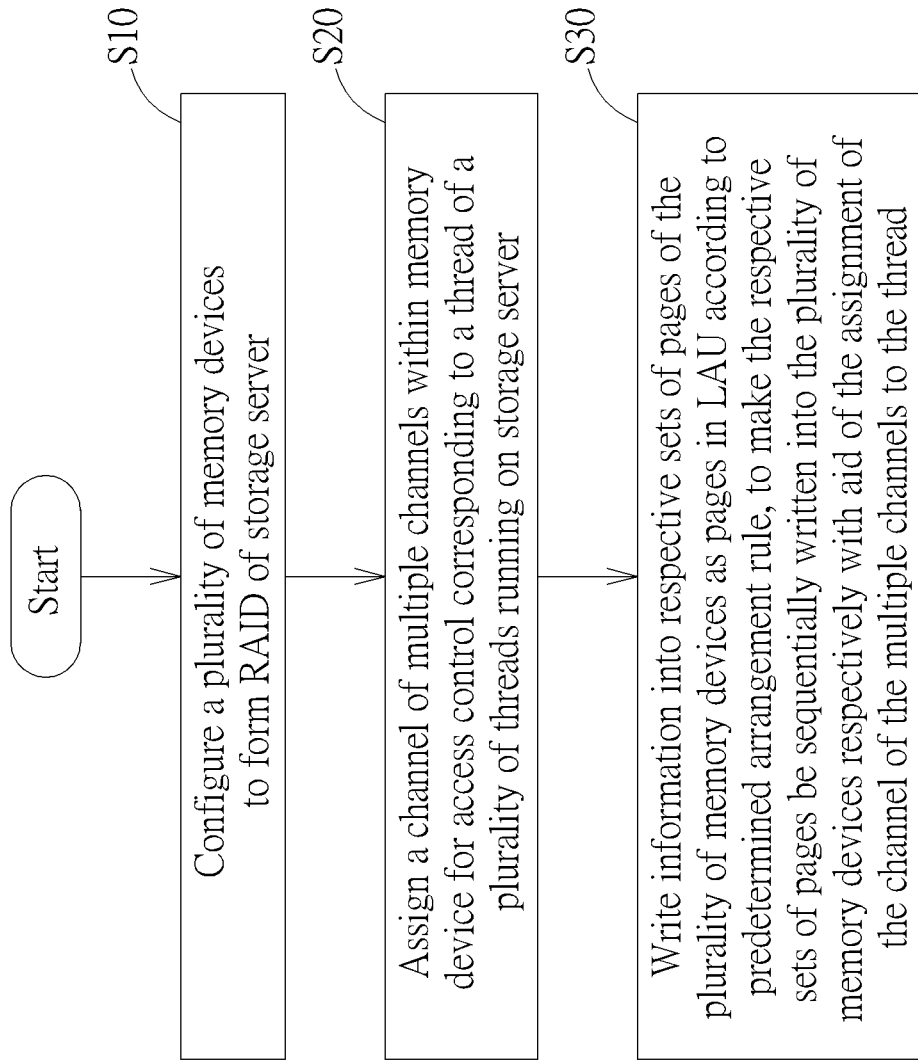 Start
S10
Configure a plurality of memory devices
to form RAID of storage server
S20
Assign a channel of multiple channels within memory
device for access control corresponding to a thread of a
plurality of threads running on storage server
S30
Write information into respective sets of pages of the
plurality of memory devices as pages in LAU according to
predetermined arrangement rule, to make the respective
sets of pages be sequentially written into the plurality of
memory devices respectively with aid of the assignment of
the channel of the multiple channels to the thread